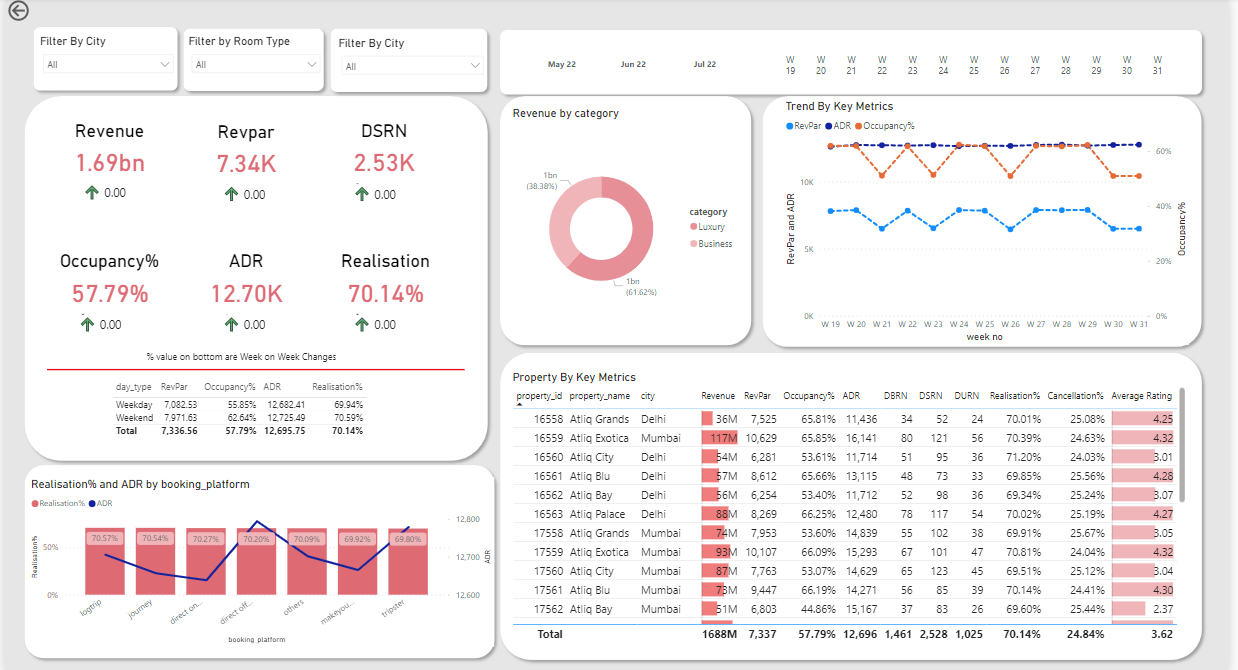 Filter By City
All
Filter by Room Type
All
Filter By City
All
May 22 Jun 22 Jul 22
W 19 W 20 W 21 W 22 W 23 W 24 W 25 W 26 W 27 W 28 W 29 W 30 W 31
Revenue Revpar DSRN
1.69bn 7.34K 2.53K
0.00 0.00 0.00
Occupancy% ADR Realisation
57.79% 12.70K 70.14%
0.00 0.00 0.00
% value on bottom are Week on Week Changes
day_type RevPar Occupancy% ADR Realisation%
Weekday 7,082.53 55.85% 12,682.41 69.94%
Weekend 7,971.63 62.64% 12,725.49 70.59%
Total 7,336.56 57.79% 12,695.75 70.14%
Revenue by category
1bn
(38.38%)
category
Luxury
Business
1bn
(61.62%)
Trend By Key Metrics
RevPar ADR Occupancy%
RevPar and ADR
10K
5K
0K
60%
40%
20%
0%
Occupancy%
W 19 W 20 W 21 W 22 W 23 W 24 W 25 W 26 W 27 W 28 W 29 W 30 W 31
week no
Realisation% and ADR by booking_platform
Realisation% ADR
Realisation%
50%
0%
70.57% 70.54% 70.27% 70.20% 70.09% 69.92% 69.80%
12,800
12,700
12,600
ADR
logtrip journey direct on... direct off... others makeyou... tripster
booking platform
Property By Key Metrics
property_id property_name city Revenue RevPar Occupancy% ADR DBRN DSRN DURN Realisation% Cancellation% Average Rating
16558 Atliq Grands Delhi 36M 7,525 65.81% 11,436 34 52 24 70.01% 25.08% 4.25
16559 Atliq Exotica Mumbai 117M 10,629 65.85% 16,141 80 121 56 70.39% 24.63% 4.32
16560 Atliq City Delhi 54M 6,281 53.61% 11,714 51 95 36 71.20% 24.03% 3.01
16561 Atliq Blu Delhi 57M 8,612 65.66% 13,115 48 73 33 69.85% 25.56% 4.28
16562 Atliq Bay Delhi 56M 6,254 53.40% 11,712 52 98 36 69.34% 25.24% 3.07
16563 Atliq Palace Delhi 88M 8,269 66.25% 12,480 78 117 54 70.02% 25.19% 4.27
17558 Atliq Grands Mumbai 74M 7,953 53.60% 14,839 55 102 38 69.91% 25.67% 3.05
17559 Atliq Exotica Mumbai 93M 10,107 66.09% 15,293 67 101 47 70.81% 24.04% 4.32
17560 Atliq City Mumbai 87M 7,763 53.07% 14,629 65 123 45 69.51% 25.12% 3.04
17561 Atliq Blu Mumbai 73M 9,447 66.19% 14,271 56 85 39 70.14% 24.41% 4.30
17562 Atliq Bay Mumbai 51M 6,803 44.86% 15,167 37 83 26 69.60% 25.44% 2.37
Total 1688M 7,337 57.79% 12,696 1,461 2,528 1,025 70.14% 24.84% 3.62